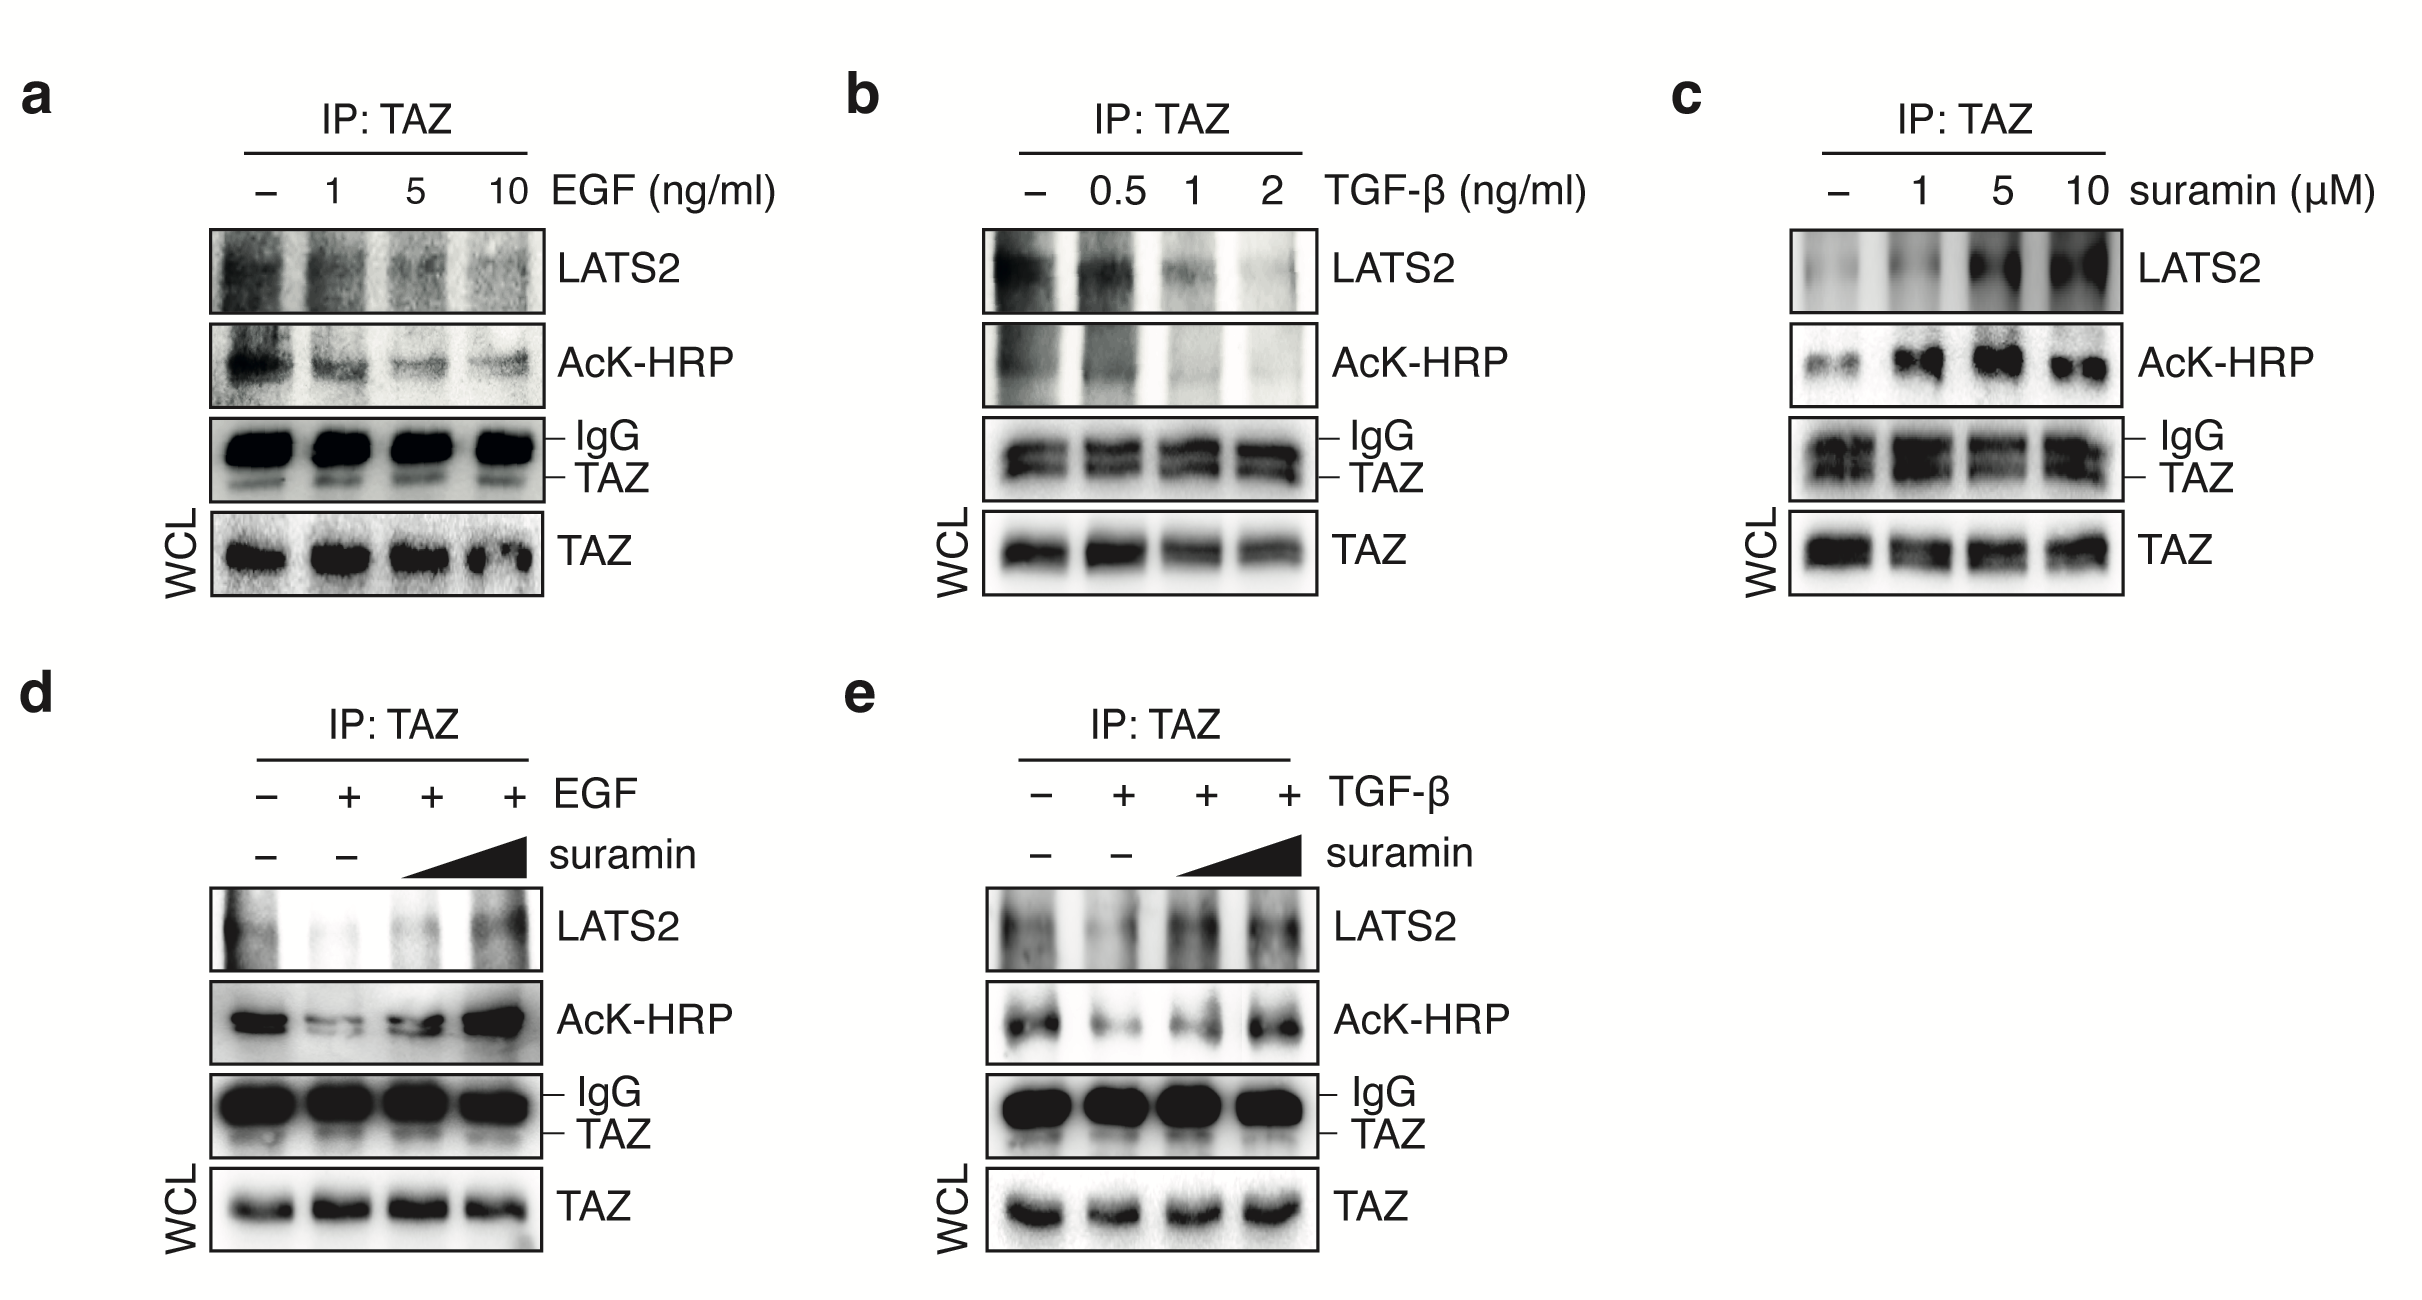 a
IP: TAZ
– 1 5 10 EGF (ng/ml)
LATS2
AcK-HRP
IgG
TAZ
WCL
TAZ
b
IP: TAZ
– 0.5 1 2 TGF-β (ng/ml)
LATS2
AcK-HRP
IgG
TAZ
WCL
TAZ
c
IP: TAZ
– 1 5 10 suramin (μM)
LATS2
AcK-HRP
IgG
TAZ
WCL
TAZ
d
IP: TAZ
– + + + EGF
– – suramin
LATS2
AcK-HRP
IgG
TAZ
WCL
TAZ
e
IP: TAZ
– + + + TGF-β
– – suramin
LATS2
AcK-HRP
IgG
TAZ
WCL
TAZ